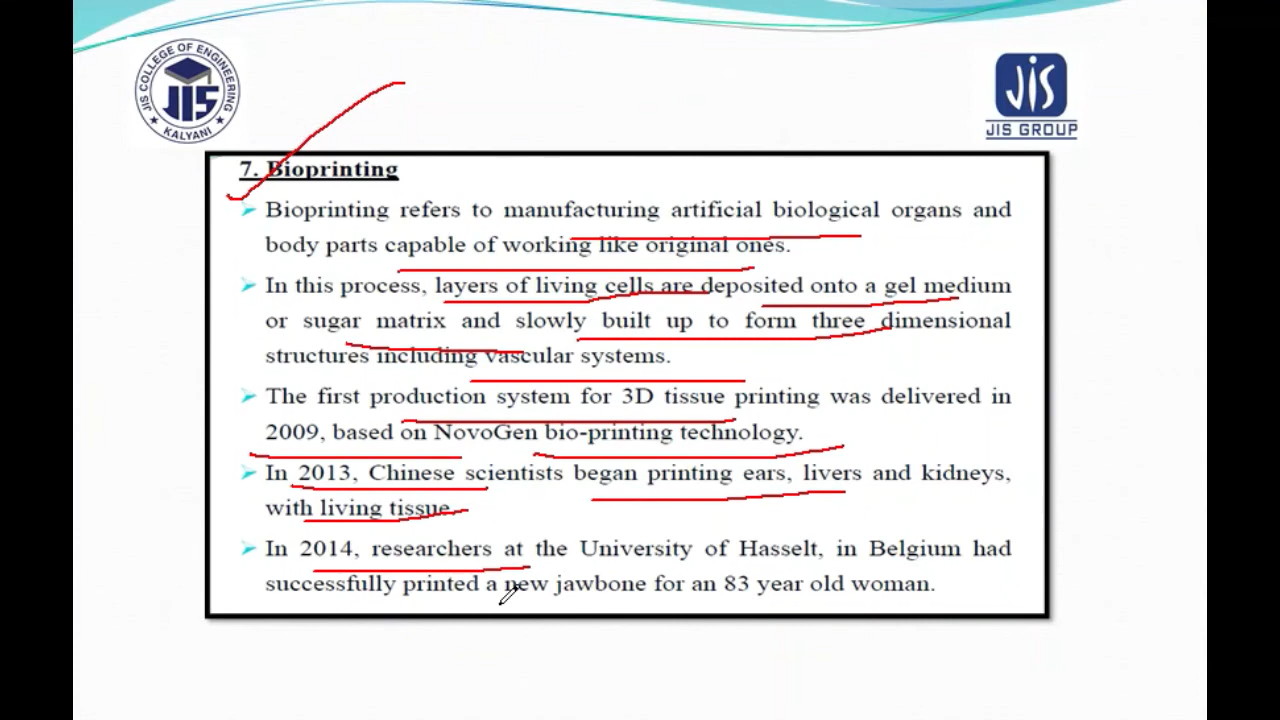 JIS COLLEGE OF ENGINEERING
JIS
★ KALYANI ★
JIS
JIS GROUP
7. Bioprinting
➤ Bioprinting refers to manufacturing artificial biological organs and
body parts capable of working like original ones.
➤ In this process, layers of living cells are deposited onto a gel medium
or sugar matrix and slowly built up to form three dimensional
structures including vascular systems.
➤ The first production system for 3D tissue printing was delivered in
2009, based on NovoGen bio-printing technology.
➤ In 2013, Chinese scientists began printing ears, livers and kidneys,
with living tissue.
➤ In 2014, researchers at the University of Hasselt, in Belgium had
successfully printed a new jawbone for an 83 year old woman.